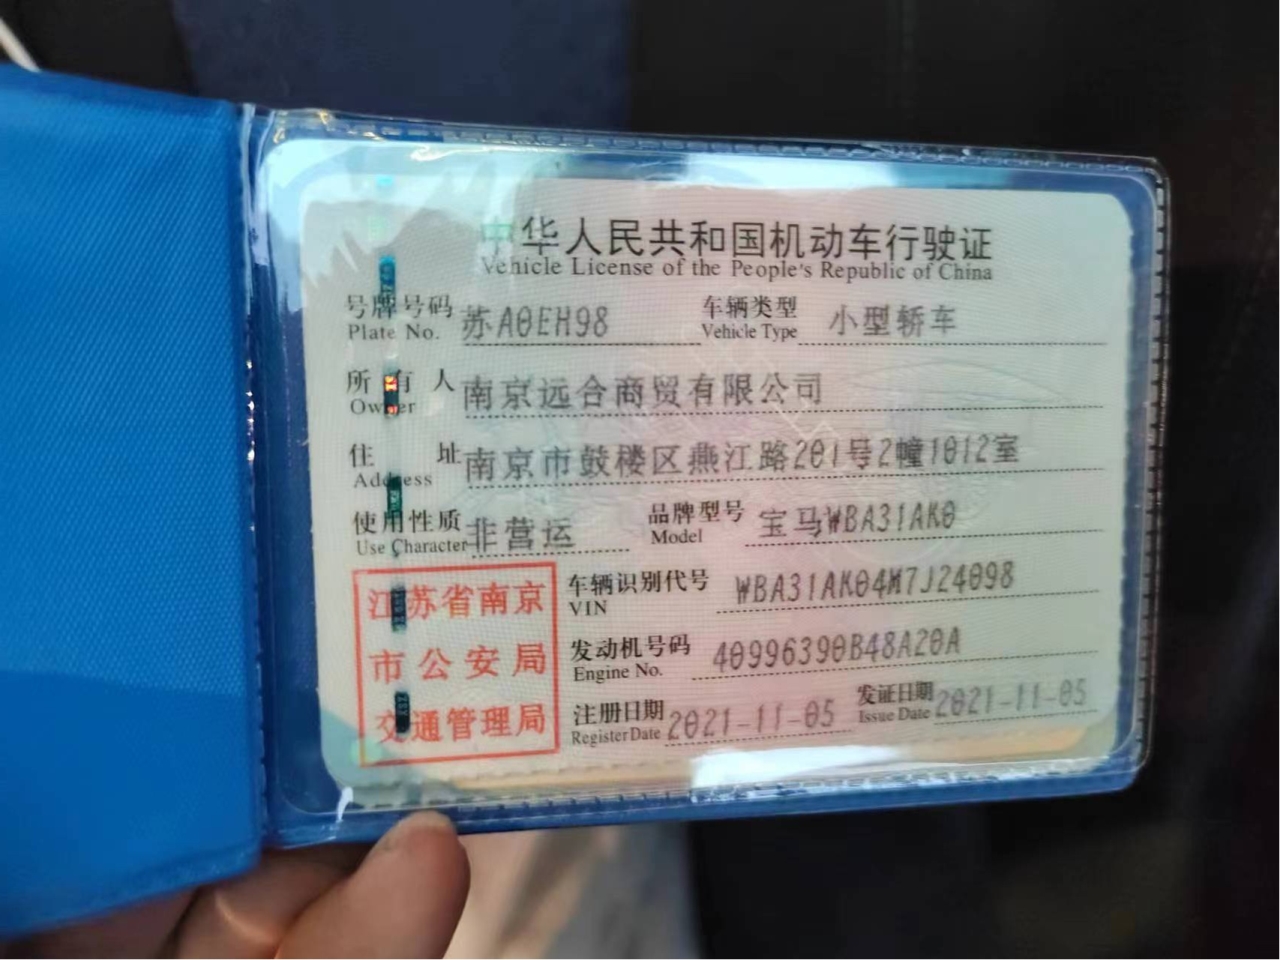 中华人民共和国机动车行驶证
Vehicle License of the People's Republic of China
号牌号码 苏A0EH98 车辆类型 小型轿车
Plate No. Vehicle Type
所有人 南京远合商贸有限公司
Owner
住址 南京市鼓楼区燕江路201号2幢1012室
Address
使用性质 非营运 品牌型号 宝马WBA31AK0
Use Character Model
江苏省南京
市公安局
交通管理局
车辆识别代号 WBA31AK04M7J24098
VIN
发动机号码 40996390B48A20A
Engine No.
注册日期 2021-11-05 发证日期 2021-11-05
Register Date Issue Date